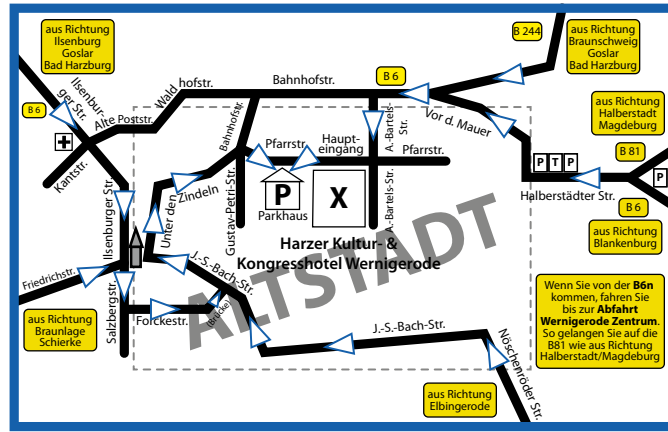 aus Richtung
Ilsenburg
Goslar
Bad Harzburg
B 244
aus Richtung
Braunschweig
Goslar
Bad Harzburg
B 6
Bahnhofstr.
Wald hofstr.
Ilsenbur-
ger Str.
B 6
Alte Poststr.
Kantstr.
Bahnhofstr.
Pfarrstr.
Haupt-
eingang
A.-Bartels-
Str.
Pfarrstr.
Vor d. Mauer
aus Richtung
Halberstadt
Magdeburg
B 81
P T P
P
Halberstädter Str.
B 6
aus Richtung
Blankenburg
Ilsenburger Str.
Unter den
Zindeln
Gustav-Petri-Str.
P
Parkhaus
X
A.-Bartels-Str.
Harzer Kultur- &
Kongresshotel Wernigerode
ALTSTADT
Friedrichstr.
Salzbergstr.
J.-S.-Bach-Str.
Forckestr.
(Brücke)
aus Richtung
Braunlage
Schierke
J.-S.-Bach-Str.
Nöschenröder Str.
aus Richtung
Elbingerode
Wenn Sie von der B6n
kommen, fahren Sie
bis zur Abfahrt
Wernigerode Zentrum.
So gelangen Sie auf die
B81 wie aus Richtung
Halberstadt/Magdeburg